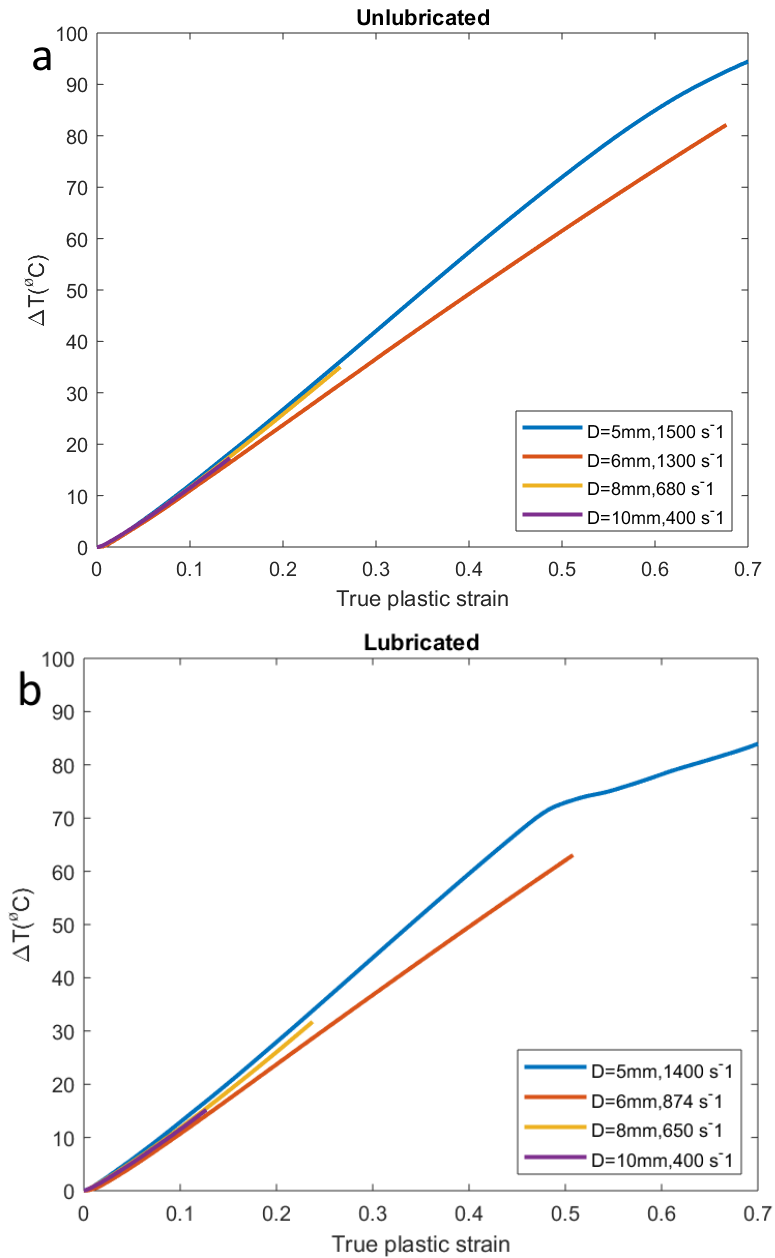 Unlubricated
a
100
90
80
70
60
50
40
30
20
10
0
ΔT(ºC)
D=5mm,1500 s⁻1
D=6mm,1300 s⁻1
D=8mm,680 s⁻1
D=10mm,400 s⁻1
0 0.1 0.2 0.3 0.4 0.5 0.6 0.7
True plastic strain
Lubricated
b
100
90
80
70
60
50
40
30
20
10
0
ΔT(ºC)
D=5mm,1400 s⁻1
D=6mm,874 s⁻1
D=8mm,650 s⁻1
D=10mm,400 s⁻1
0 0.1 0.2 0.3 0.4 0.5 0.6 0.7
True plastic strain